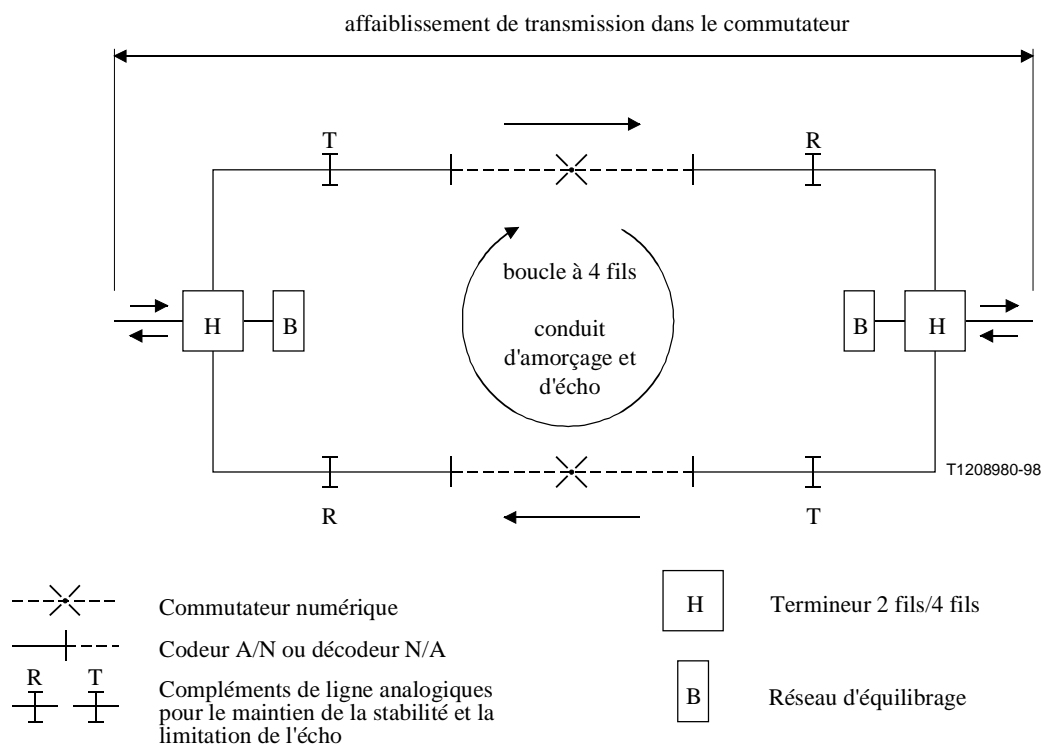 affaiblissement de transmission dans le commutateur
T
R
boucle à 4 fils
H
B
B
H
conduit
d'amorçage et
d'écho
T1208980-98
R
T
Commutateur numérique
H
Termineur 2 fils/4 fils
Codeur A/N ou décodeur N/A
R
T
Compléments de ligne analogiques
pour le maintien de la stabilité et la
limitation de l'écho
B
Réseau d'équilibrage